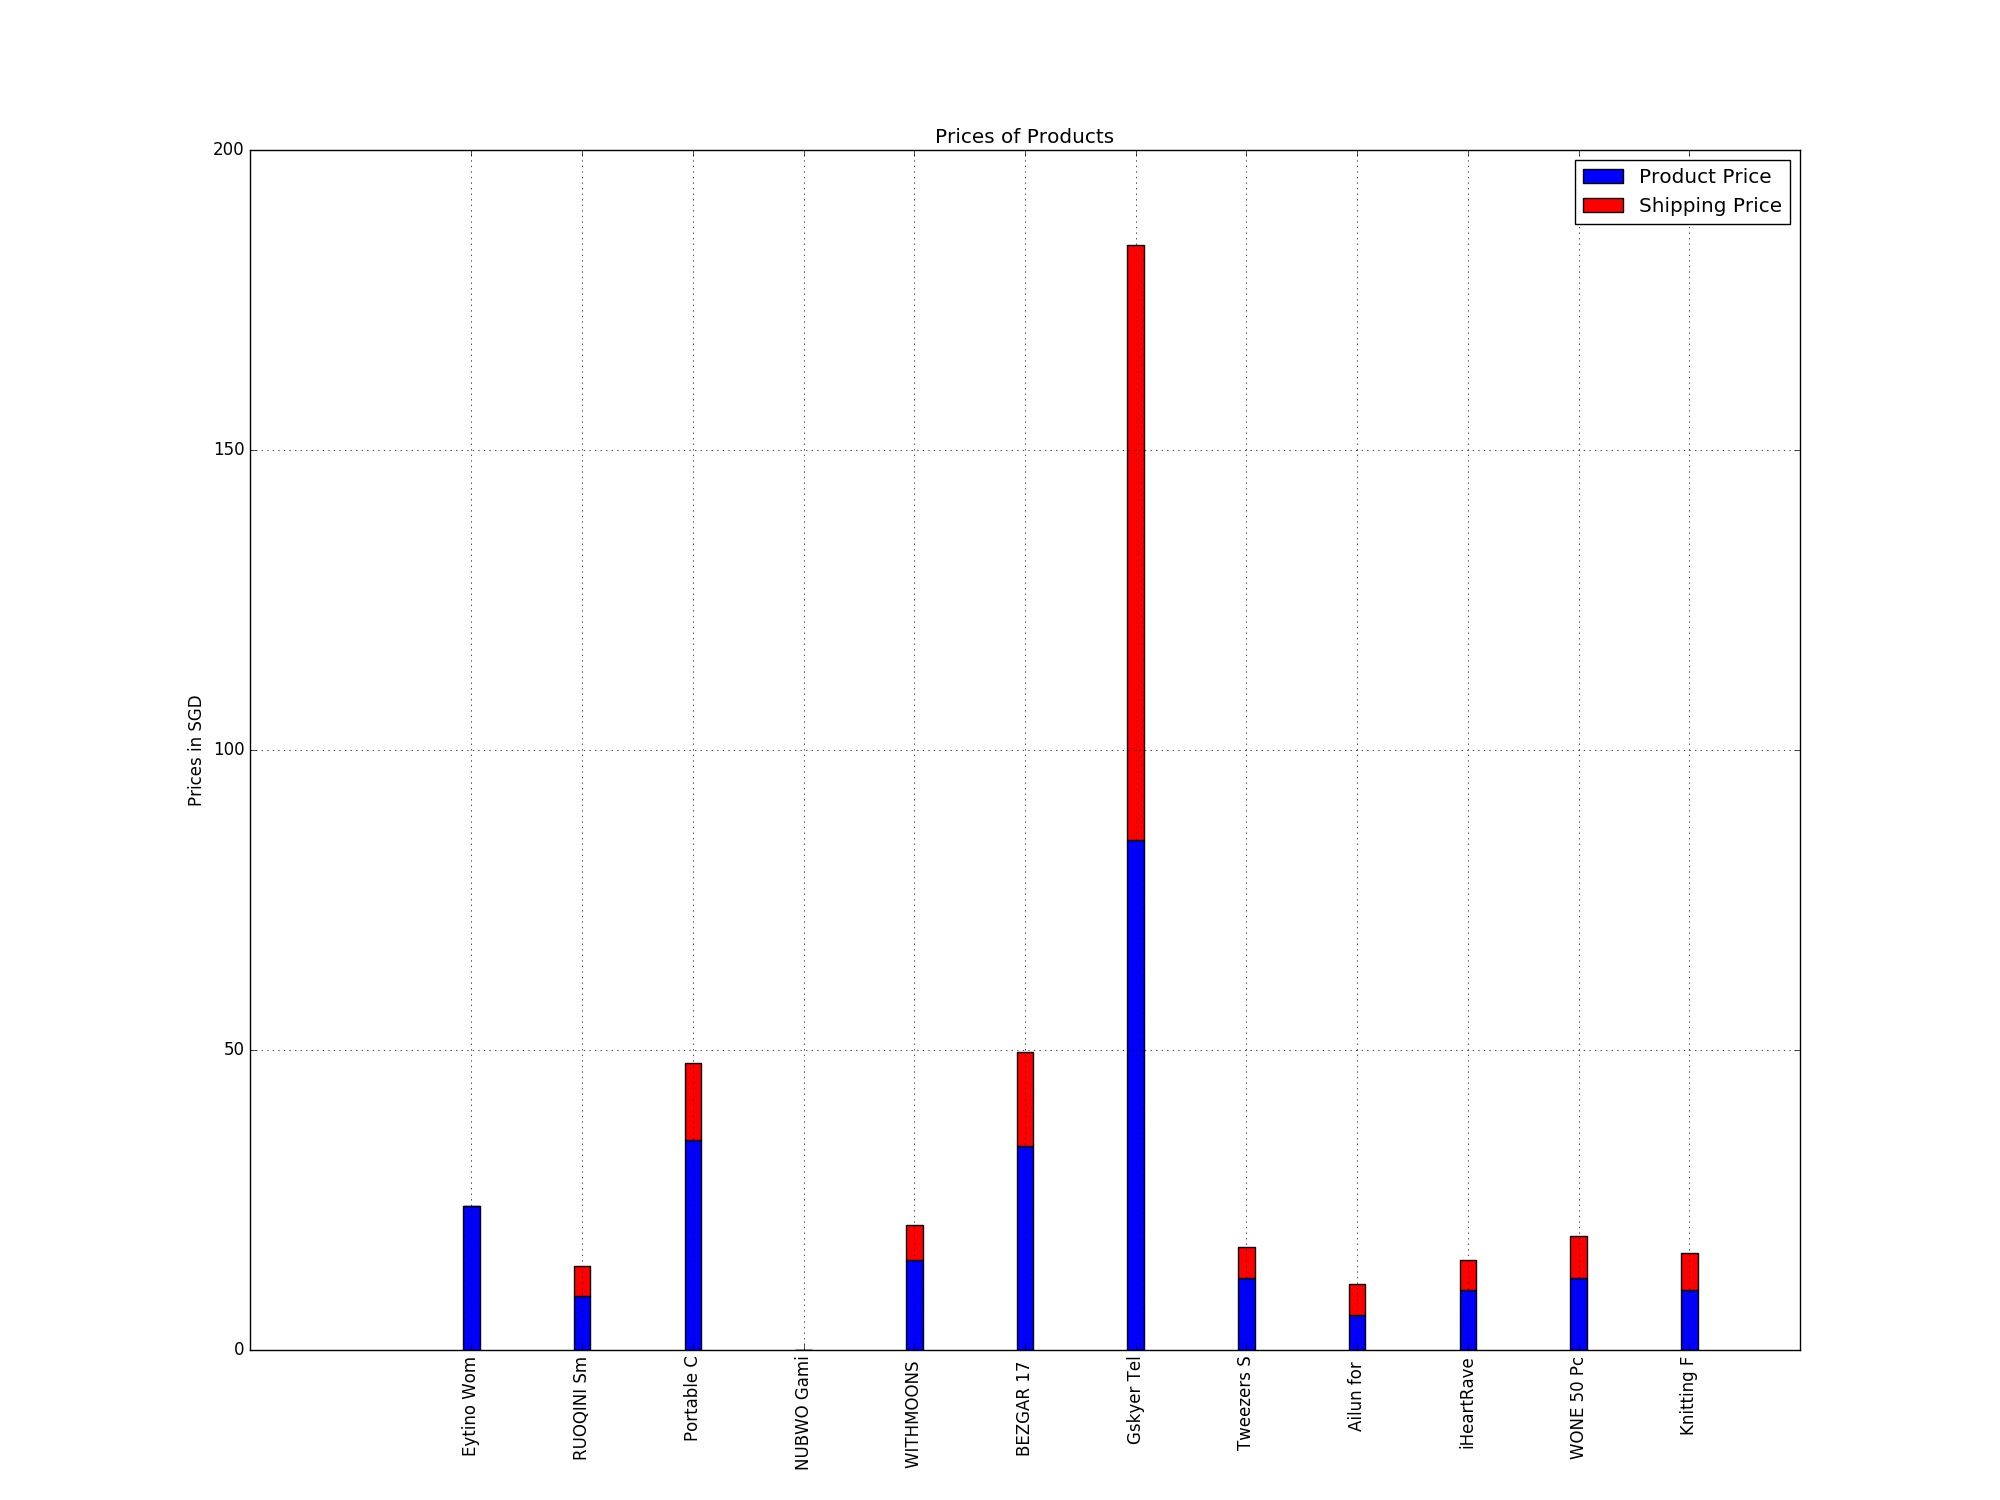 Prices of Products
200
150
100
50
0
Prices in SGD
Product Price
Shipping Price
Eytino Wom
RUOQINI Sm
Portable C
NUBWO Gami
WITHMOONS
BEZGAR 17
Gskyer Tel
Tweezers S
Ailun for
iHeartRave
WONE 50 Pc
Knitting F